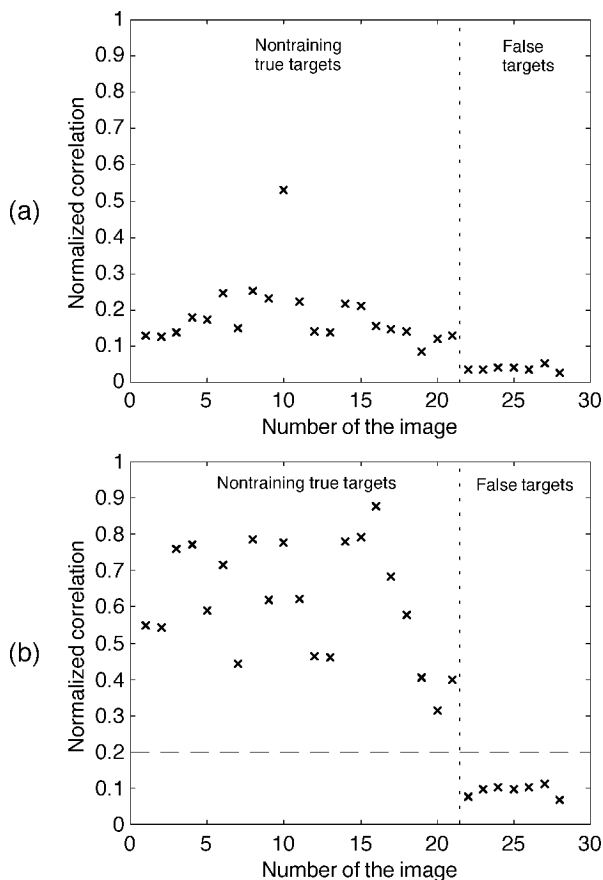 (a)
Normalized correlation
1
0.9
0.8
0.7
0.6
0.5
0.4
0.3
0.2
0.1
0
Nontraining
true targets
False
targets
0 5 10 15 20 25 30
Number of the image
(b)
Normalized correlation
1
0.9
0.8
0.7
0.6
0.5
0.4
0.3
0.2
0.1
0
Nontraining true targets
False targets
0 5 10 15 20 25 30
Number of the image